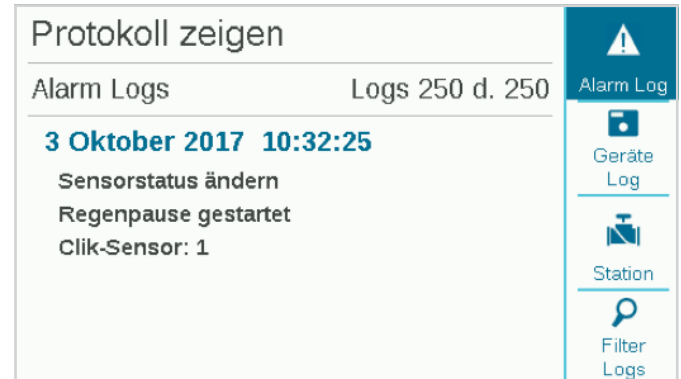 Protokoll zeigen
Alarm Logs
Logs 250 d. 250
3 Oktober 2017 10:32:25
Sensorstatus ändern
Regenpause gestartet
Clik-Sensor: 1
Alarm Log
Geräte
Log
Station
Filter
Logs